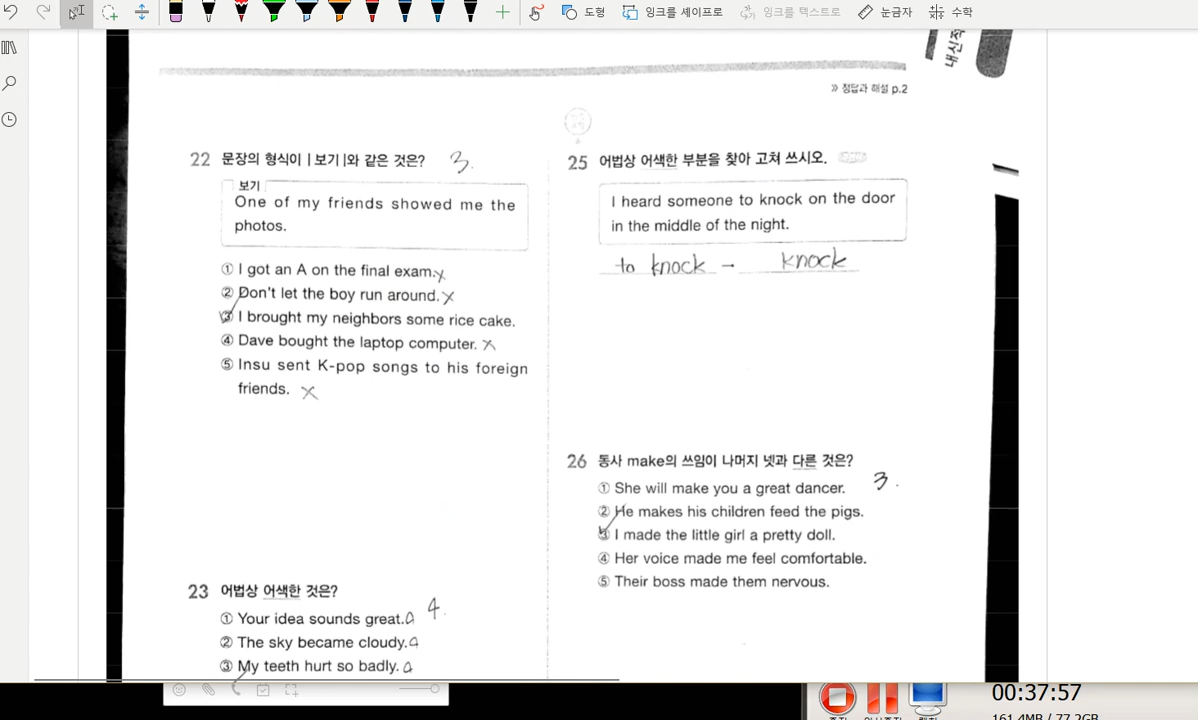 도형
잉크를 셰이프로
잉크를 텍스트로
눈금자
수학
내신적
» 정답과 해설 p.2
22 문장의 형식이 | 보기 |와 같은 것은? 3.
보기
One of my friends showed me the
photos.
① I got an A on the final exam. x
② Don't let the boy run around. x
③ I brought my neighbors some rice cake.
④ Dave bought the laptop computer. x
⑤ Insu sent K-pop songs to his foreign
friends. x
23 어법상 어색한 것은? 4.
① Your idea sounds great.
② The sky became cloudy.
③ My teeth hurt so badly.
25 어법상 어색한 부분을 찾아 고쳐 쓰시오.
I heard someone to knock on the door
in the middle of the night.
to knock - knock
26 동사 make의 쓰임이 나머지 넷과 다른 것은? 3.
① She will make you a great dancer.
② He makes his children feed the pigs.
③ I made the little girl a pretty doll.
④ Her voice made me feel comfortable.
⑤ Their boss made them nervous.
00:37:57
161.4MB / 77.2GB